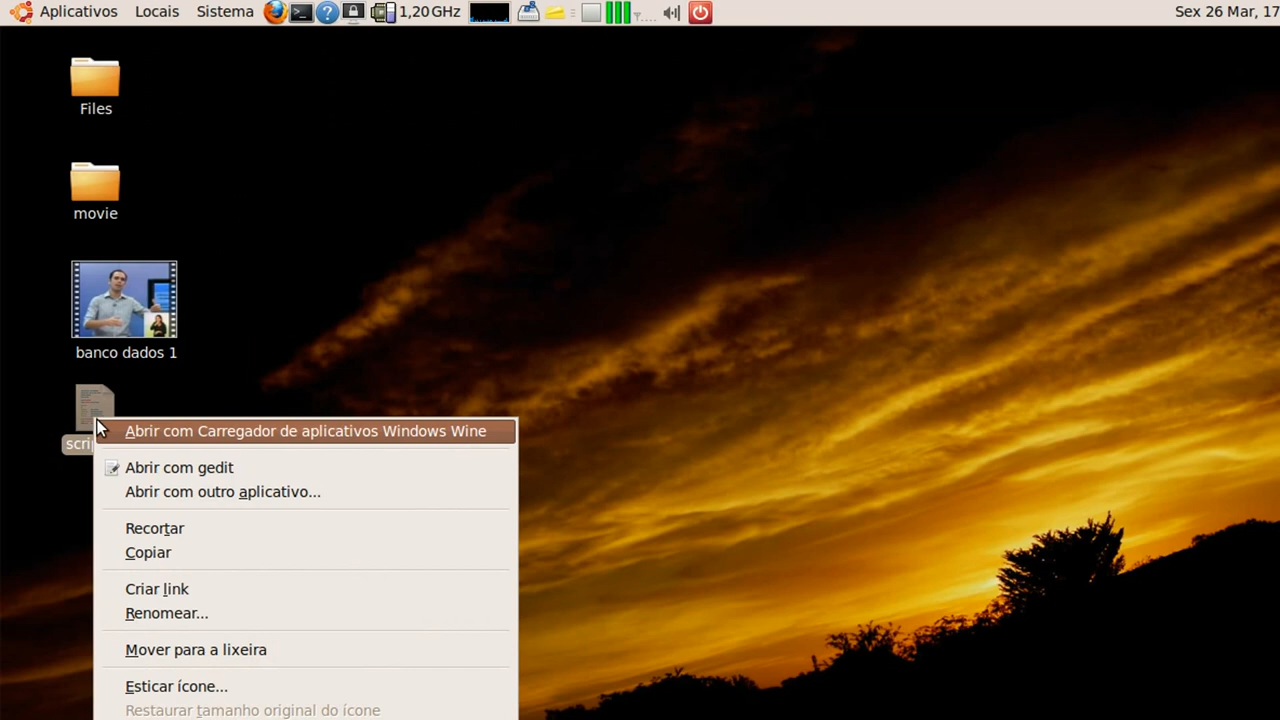 Aplicativos Locais Sistema 1,20 GHz Sex 26 Mar, 17
Files
movie
banco dados 1
scri
Abrir com Carregador de aplicativos Windows Wine
Abrir com gedit
Abrir com outro aplicativo...
Recortar
Copiar
Criar link
Renomear...
Mover para a lixeira
Esticar ícone...
Restaurar tamanho original do ícone